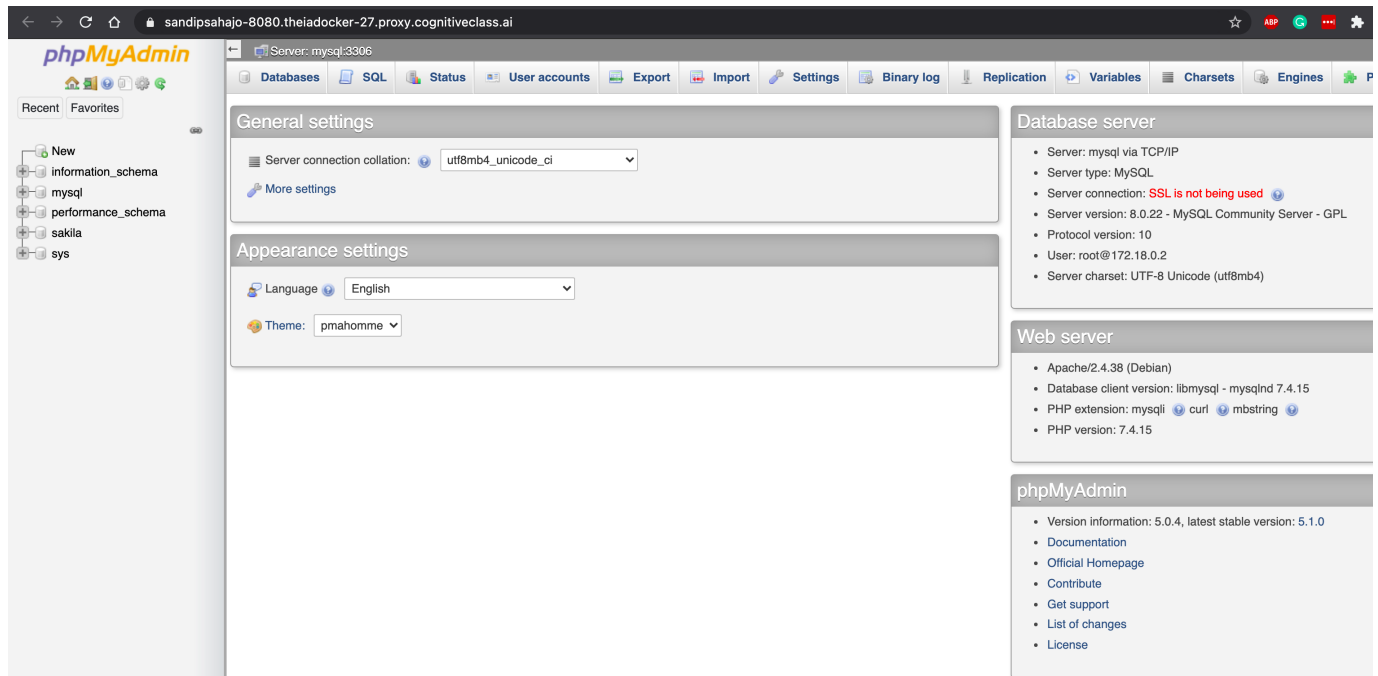 sandipsahajo-8080.theiadocker-27.proxy.cognitiveclass.ai
ABP
G
phpMyAdmin
Recent
Favorites
New
information_schema
mysql
performance_schema
sakila
sys
Server: mysql:3306
Databases
SQL
Status
User accounts
Export
Import
Settings
Binary log
Replication
Variables
Charsets
Engines
P
General settings
Server connection collation:
utf8mb4_unicode_ci
More settings
Appearance settings
Language
English
Theme:
pmahomme
Database server
Server: mysql via TCP/IP
Server type: MySQL
Server connection: SSL is not being used
Server version: 8.0.22 - MySQL Community Server - GPL
Protocol version: 10
User: root@172.18.0.2
Server charset: UTF-8 Unicode (utf8mb4)
Web server
Apache/2.4.38 (Debian)
Database client version: libmysql - mysqlnd 7.4.15
PHP extension: mysqli curl mbstring
PHP version: 7.4.15
phpMyAdmin
Version information: 5.0.4, latest stable version: 5.1.0
Documentation
Official Homepage
Contribute
Get support
List of changes
License